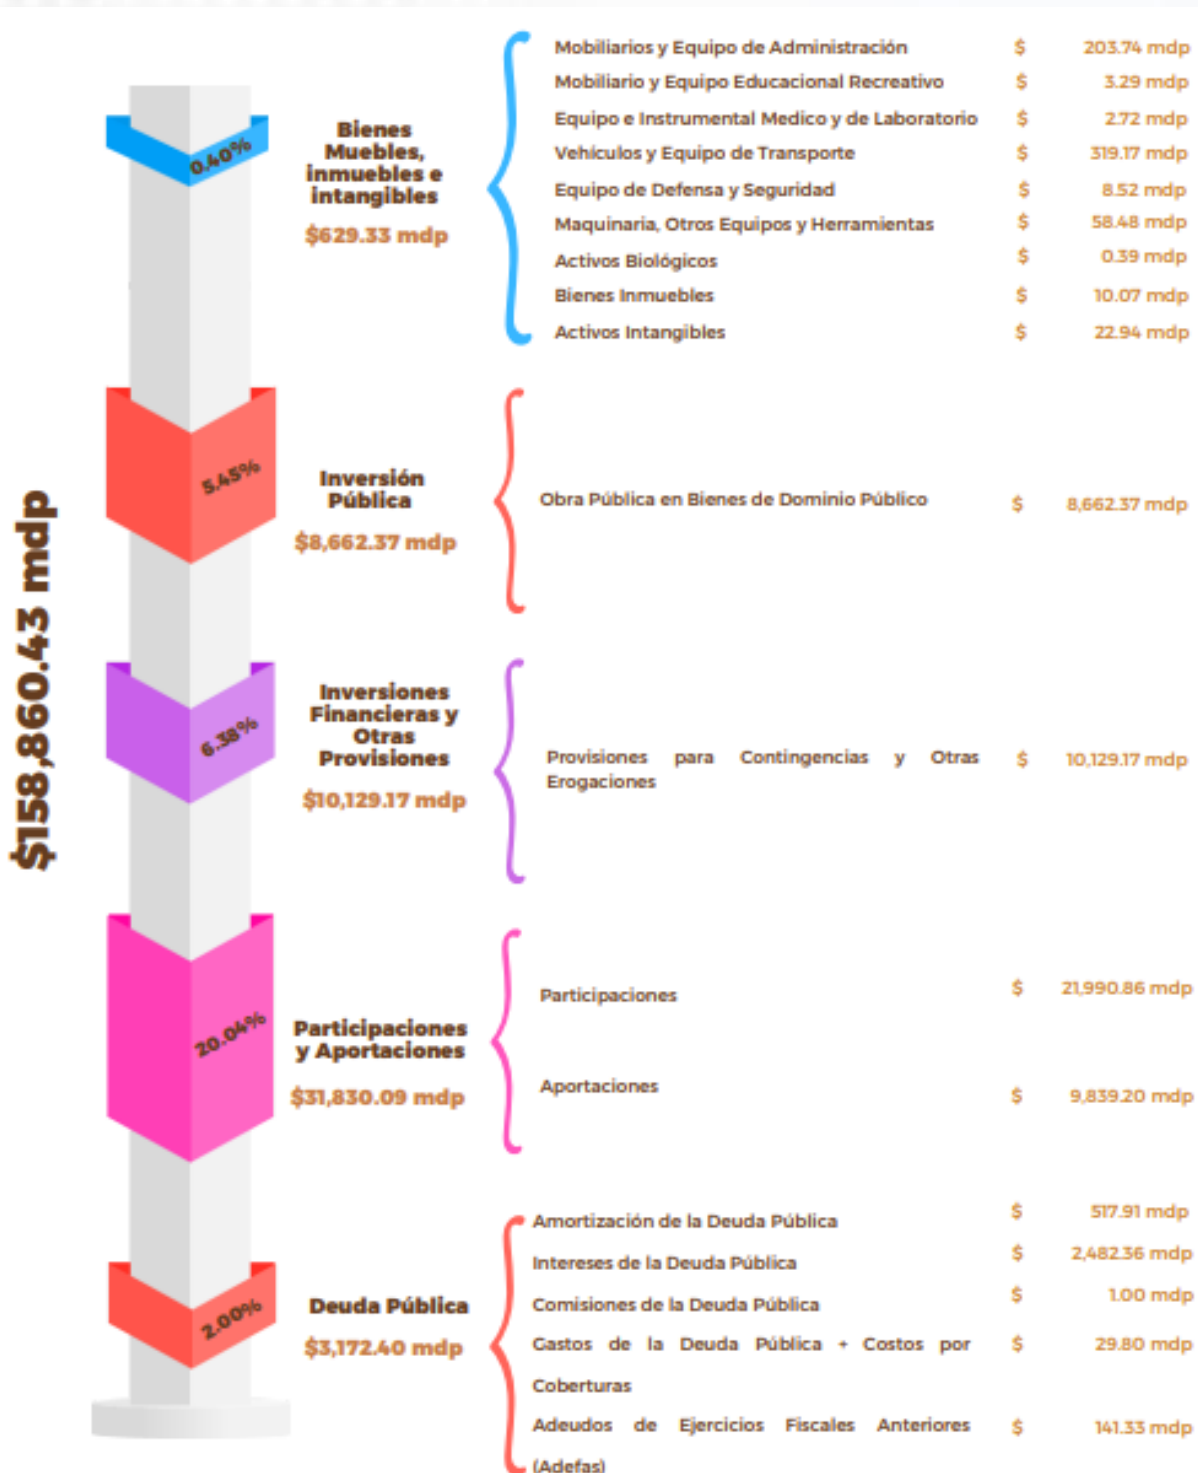 $158,860.43 mdp
0.40%
Bienes
Muebles,
inmuebles e
intangibles
$629.33 mdp
Mobiliarios y Equipo de Administración $ 203.74 mdp
Mobiliario y Equipo Educacional Recreativo $ 3.29 mdp
Equipo e Instrumental Medico y de Laboratorio $ 2.72 mdp
Vehículos y Equipo de Transporte $ 319.17 mdp
Equipo de Defensa y Seguridad $ 8.52 mdp
Maquinaria, Otros Equipos y Herramientas $ 58.48 mdp
Activos Biológicos $ 0.39 mdp
Bienes Inmuebles $ 10.07 mdp
Activos Intangibles $ 22.94 mdp
5.45%
Inversión
Pública
$8,662.37 mdp
Obra Pública en Bienes de Dominio Público $ 8,662.37 mdp
6.38%
Inversiones
Financieras y
Otras
Provisiones
$10,129.17 mdp
Provisiones para Contingencias y Otras $ 10,129.17 mdp
Erogaciones
20.04%
Participaciones
y Aportaciones
$31,830.09 mdp
Participaciones $ 21,990.86 mdp
Aportaciones $ 9,839.20 mdp
2.00%
Deuda Pública
$3,172.40 mdp
Amortización de la Deuda Pública $ 517.91 mdp
Intereses de la Deuda Pública $ 2,482.36 mdp
Comisiones de la Deuda Pública $ 1.00 mdp
Gastos de la Deuda Pública + Costos por $ 29.80 mdp
Coberturas
Adeudos de Ejercicios Fiscales Anteriores $ 141.33 mdp
(Adefas)